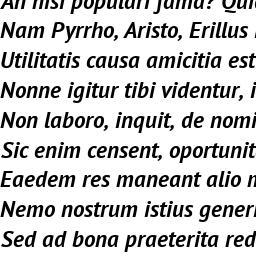 An nisi populari fama? Qui
Nam Pyrrho, Aristo, Erillus
Utilitatis causa amicitia est
Nonne igitur tibi videntur, i
Non laboro, inquit, de nomi
Sic enim censent, oportunit
Eaedem res maneant alio m
Nemo nostrum istius generi
Sed ad bona praeterita red